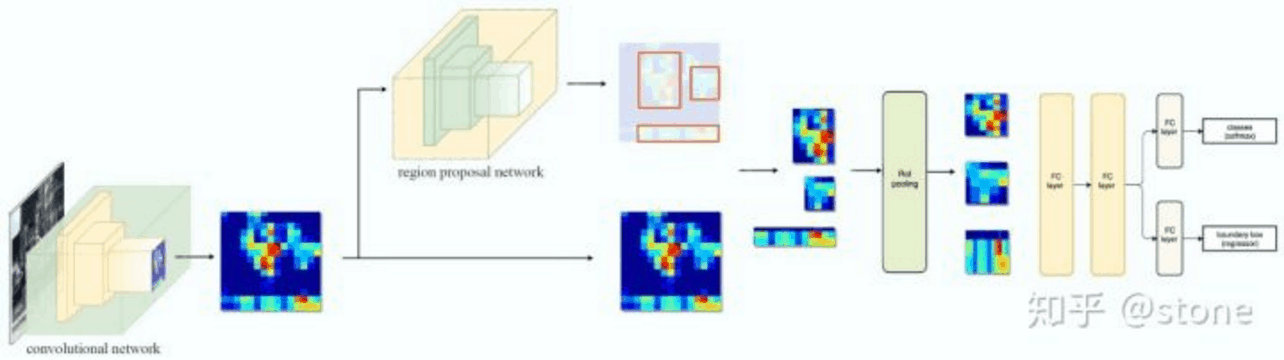 convolutional network
region proposal network
RoI
pooling
FC
layer
FC
layer
FC
layer
classes
(softmax)
FC
layer
boundary box
(regressor)
知乎 @stone